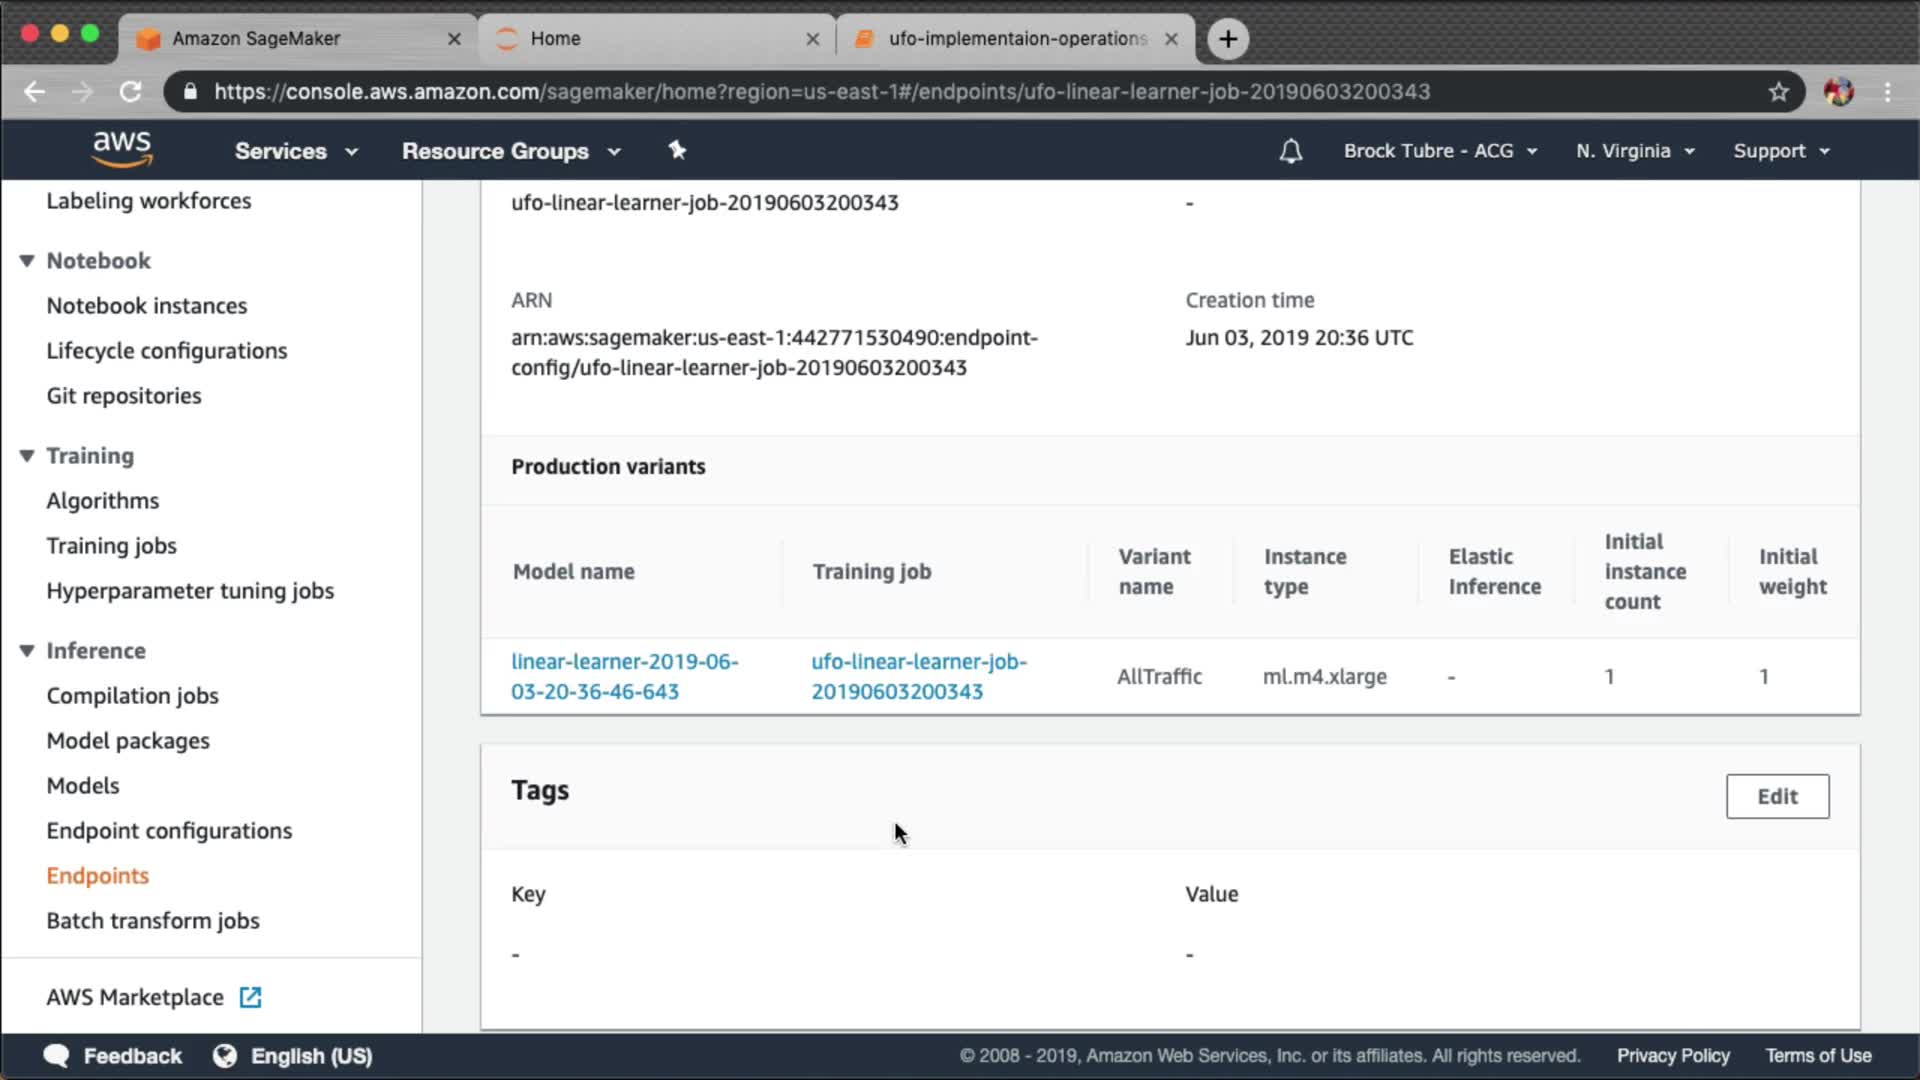 Amazon SageMaker
Home
ufo-implementaion-operations
https://console.aws.amazon.com/sagemaker/home?region=us-east-1#/endpoints/ufo-linear-learner-job-20190603200343
aws
Services
Resource Groups
Brock Tubre - ACG
N. Virginia
Support
Labeling workforces
Notebook
Notebook instances
Lifecycle configurations
Git repositories
Training
Algorithms
Training jobs
Hyperparameter tuning jobs
Inference
Compilation jobs
Model packages
Models
Endpoint configurations
Endpoints
Batch transform jobs
AWS Marketplace
ufo-linear-learner-job-20190603200343
-
ARN
arn:aws:sagemaker:us-east-1:442771530490:endpoint-
config/ufo-linear-learner-job-20190603200343
Creation time
Jun 03, 2019 20:36 UTC
Production variants
Model name
Training job
Variant
name
Instance
type
Elastic
Inference
Initial
instance
count
Initial
weight
linear-learner-2019-06-
03-20-36-46-643
ufo-linear-learner-job-
20190603200343
AllTraffic
ml.m4.xlarge
-
1
1
Tags
Edit
Key
Value
-
-
Feedback
English (US)
© 2008 - 2019, Amazon Web Services, Inc. or its affiliates. All rights reserved.
Privacy Policy
Terms of Use